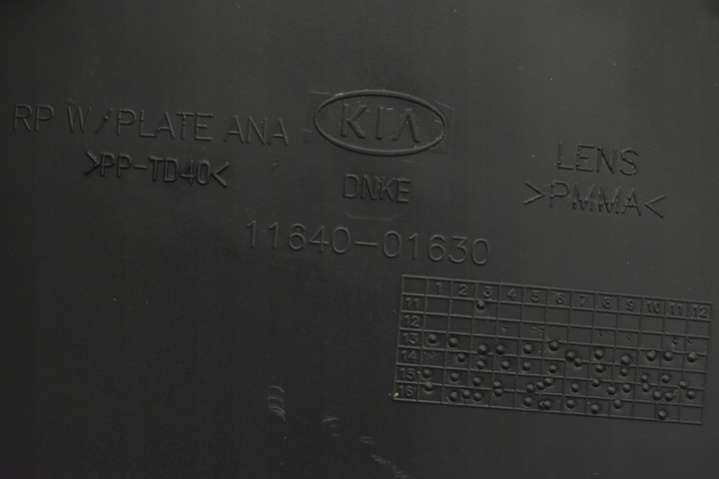 RP W/PLATE ANA
>PP-TD40<
KIA
DNKE
LENS
>PMMA<
11640-01630
1 2 3 4 5 6 7 8 9 10 11 12
11
12
13
14
15
16